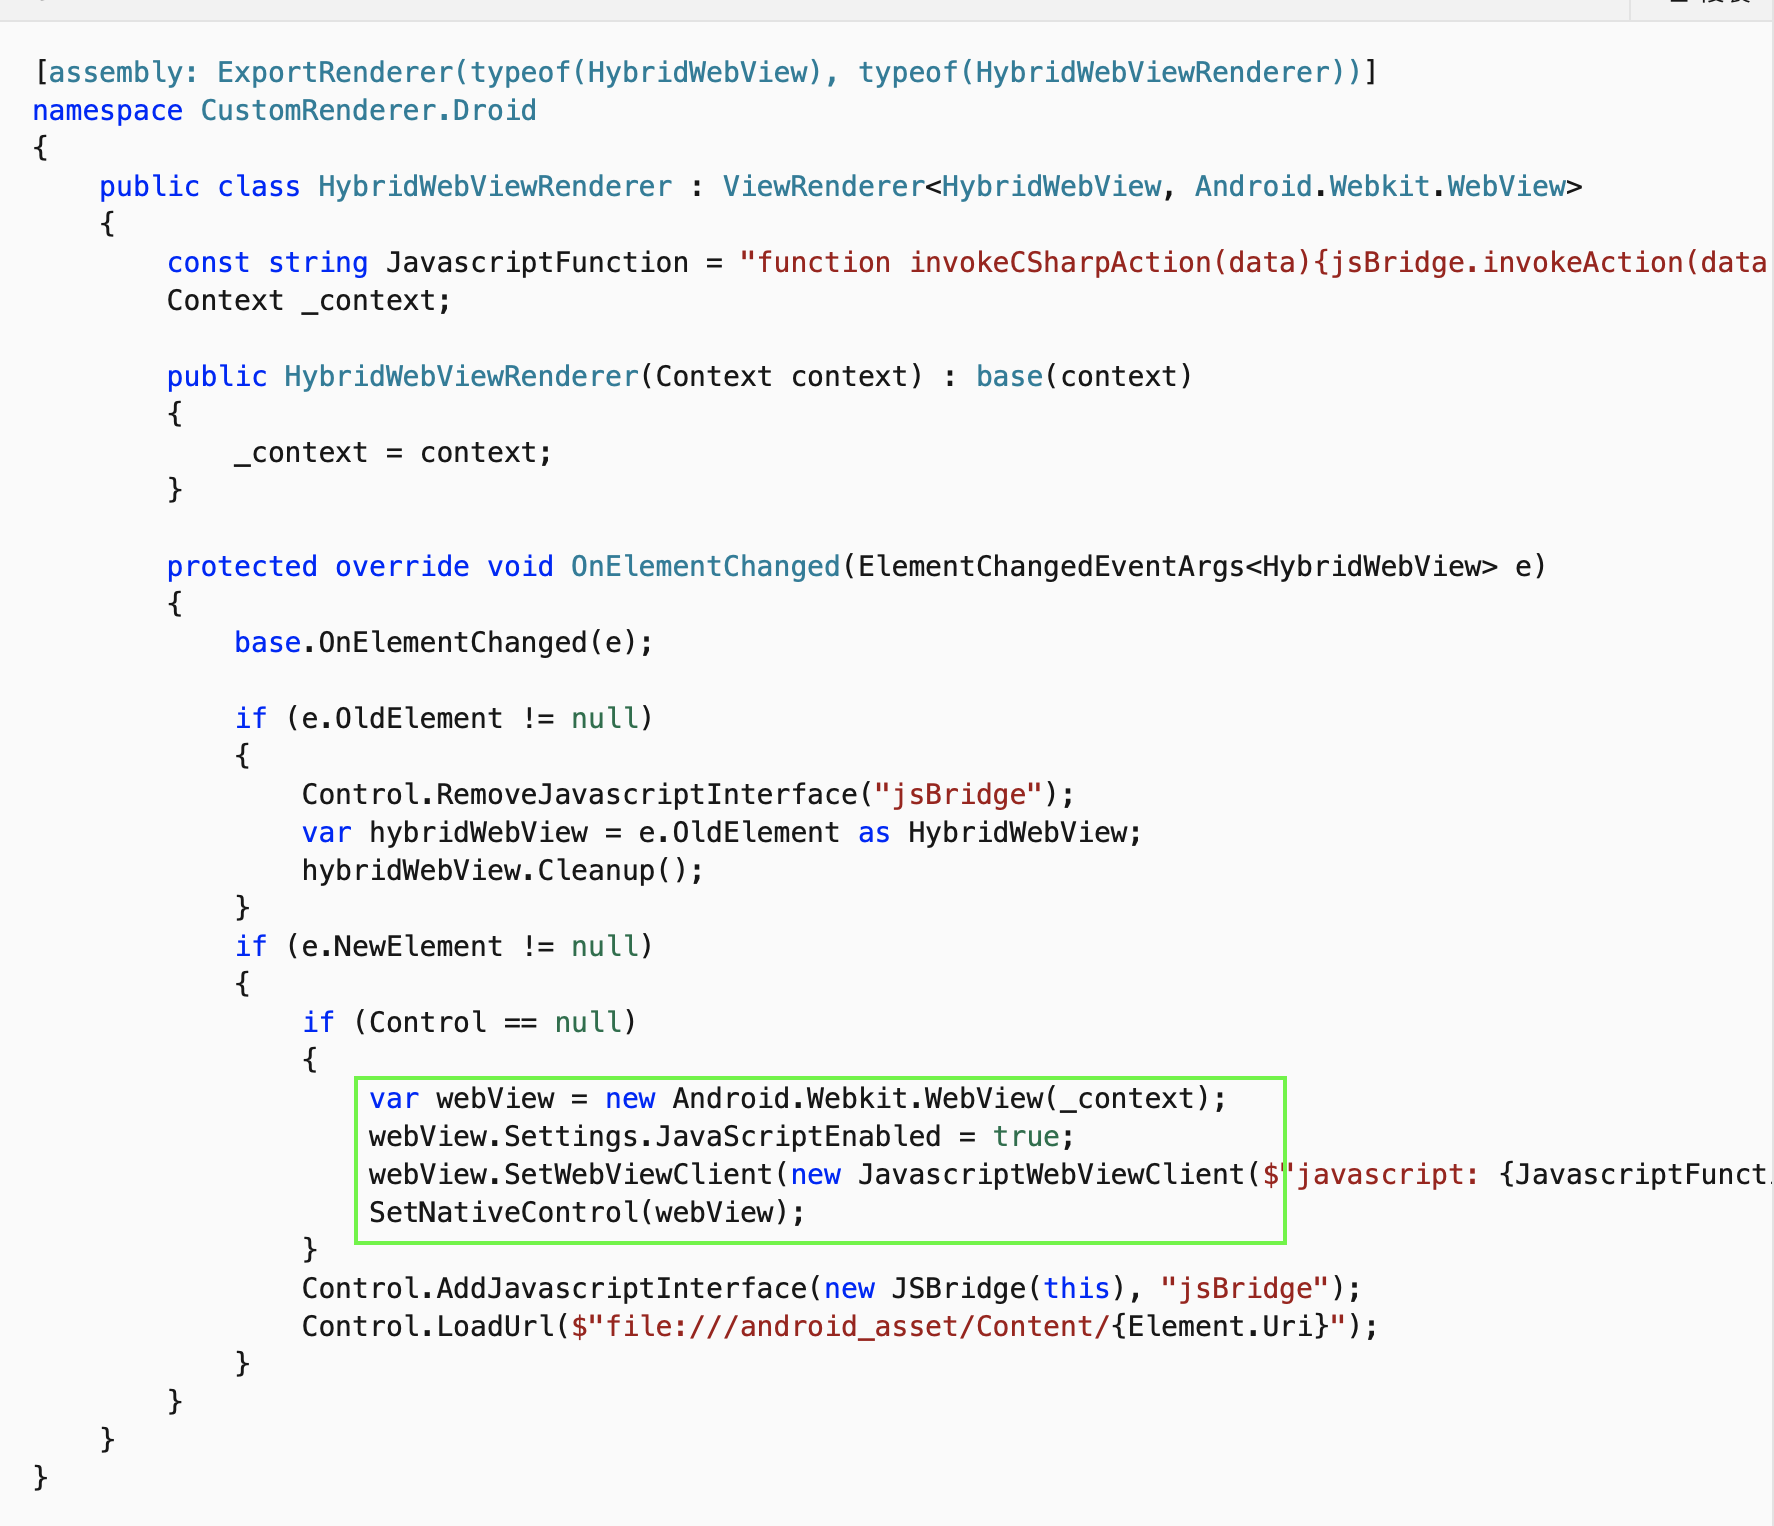 [assembly: ExportRenderer(typeof(HybridWebView), typeof(HybridWebViewRenderer))]
namespace CustomRenderer.Droid
{
    public class HybridWebViewRenderer : ViewRenderer<HybridWebView, Android.Webkit.WebView>
    {
        const string JavascriptFunction = "function invokeCSharpAction(data){jsBridge.invokeAction(data
        Context _context;

        public HybridWebViewRenderer(Context context) : base(context)
        {
            _context = context;
        }

        protected override void OnElementChanged(ElementChangedEventArgs<HybridWebView> e)
        {
            base.OnElementChanged(e);

            if (e.OldElement != null)
            {
                Control.RemoveJavascriptInterface("jsBridge");
                var hybridWebView = e.OldElement as HybridWebView;
                hybridWebView.Cleanup();
            }
            if (e.NewElement != null)
            {
                if (Control == null)
                {
                    var webView = new Android.Webkit.WebView(_context);
                    webView.Settings.JavaScriptEnabled = true;
                    webView.SetWebViewClient(new JavascriptWebViewClient($"javascript: {JavascriptFunct
                    SetNativeControl(webView);
                }
                Control.AddJavascriptInterface(new JSBridge(this), "jsBridge");
                Control.LoadUrl($"file:///android_asset/Content/{Element.Uri}");
            }
        }
    }
}